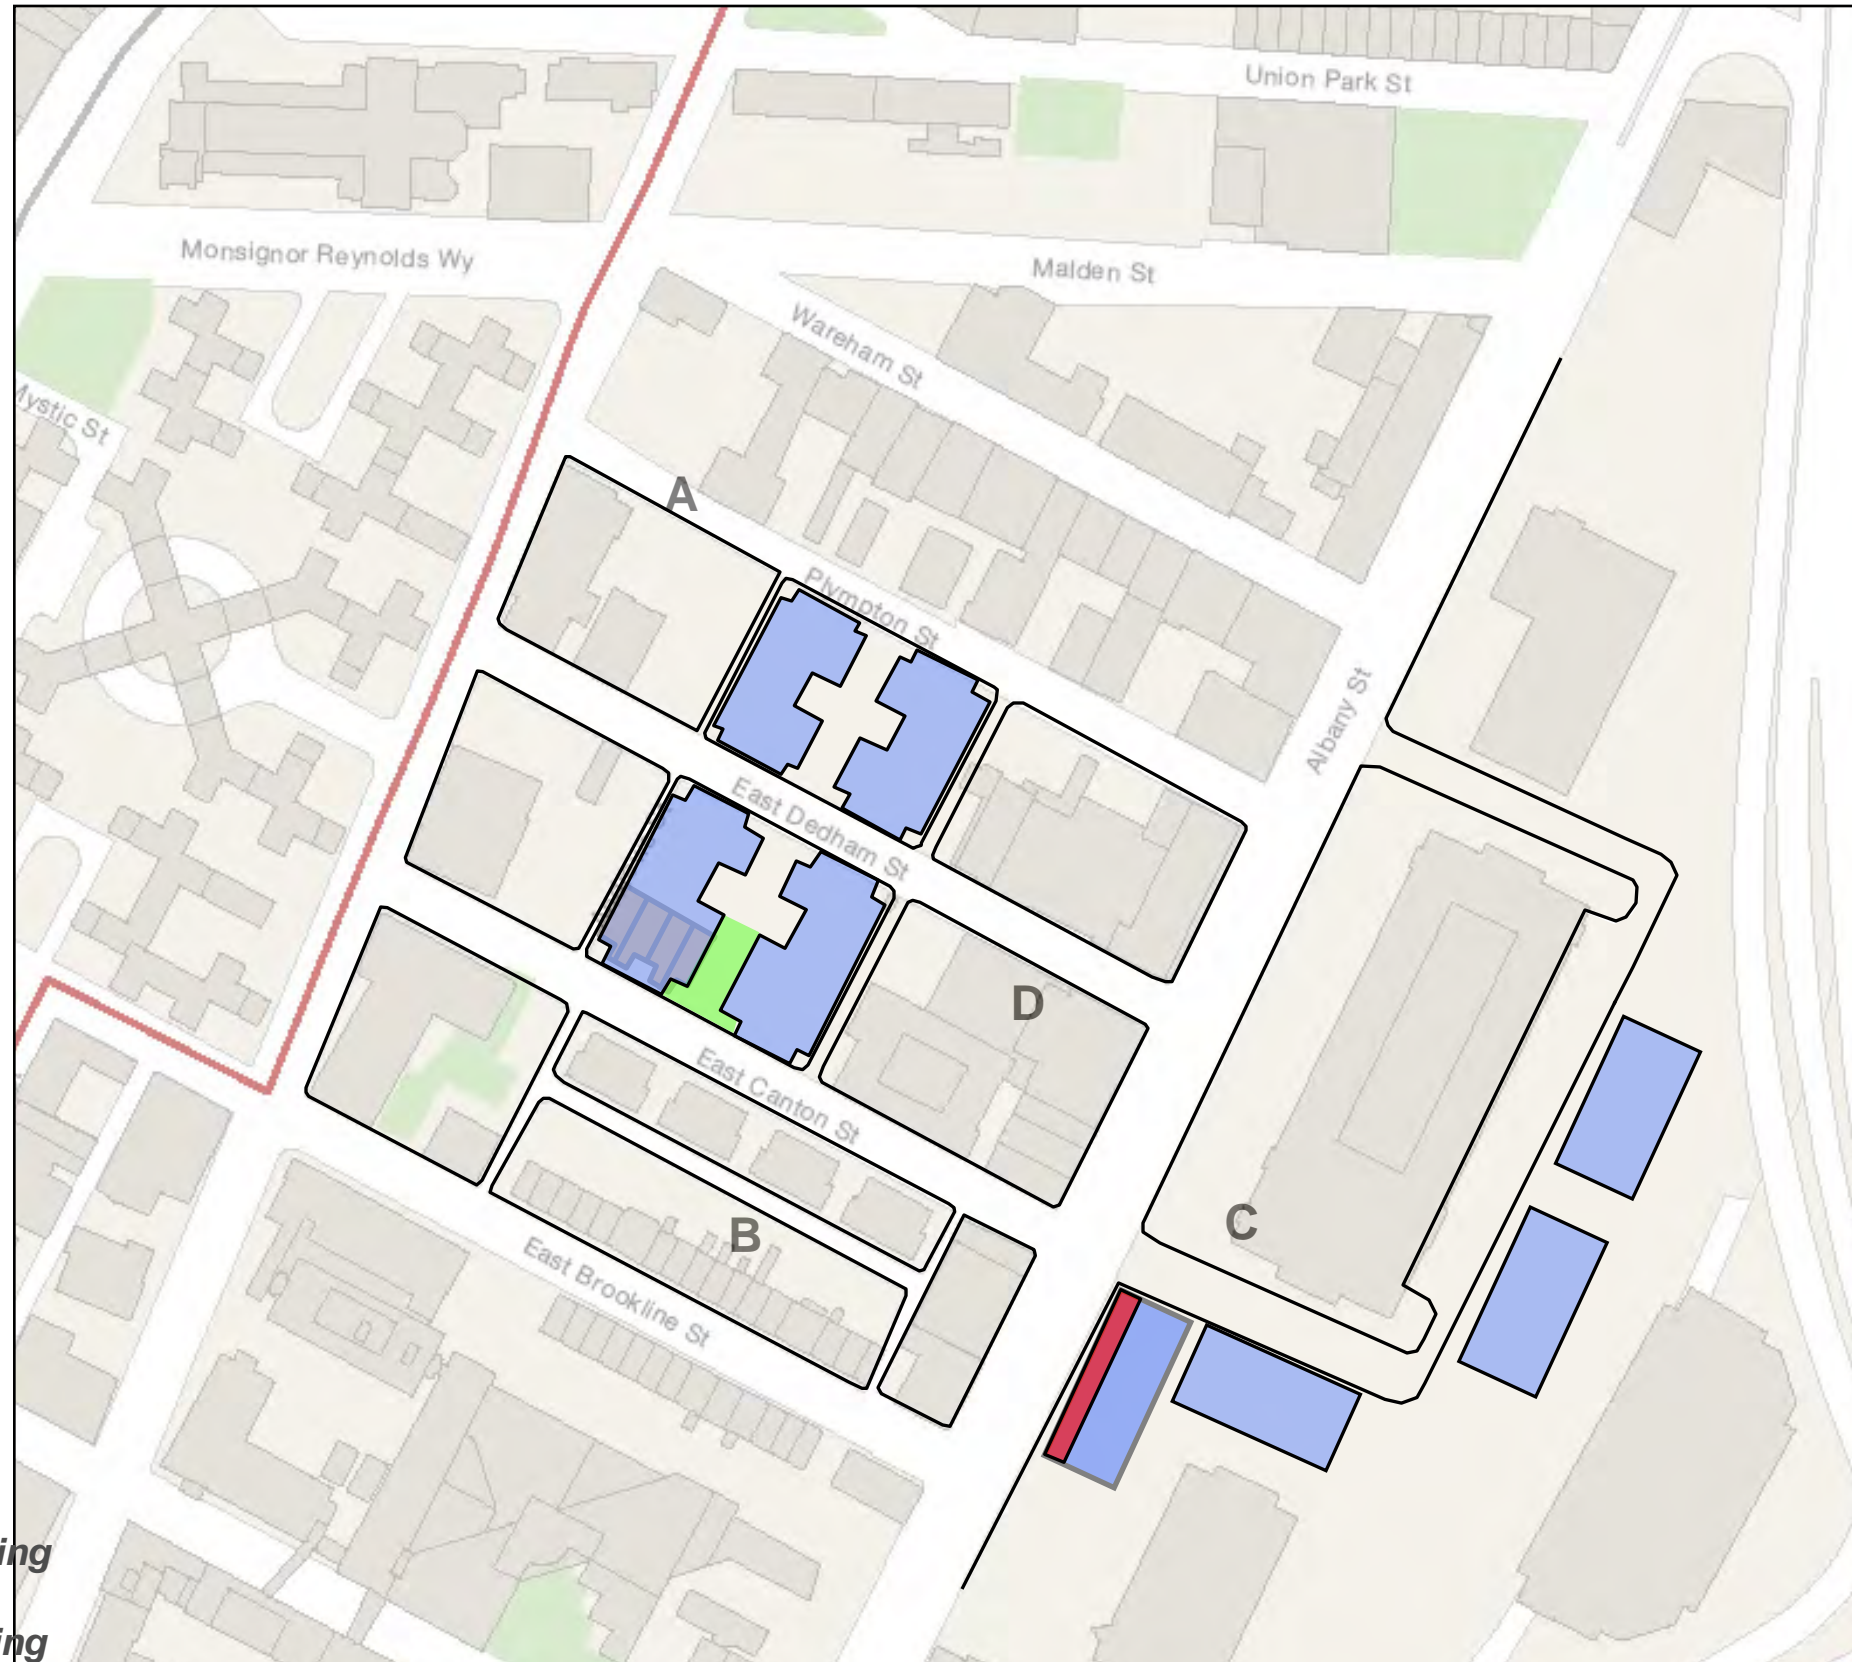 Union Park St
Monsignor Reynolds Wy
Malden St
Wareham St
Mystic St
A
Plympton St
Albany St
East Dedham St
D
East Canton St
C
B
East Brookline St
ing
ing